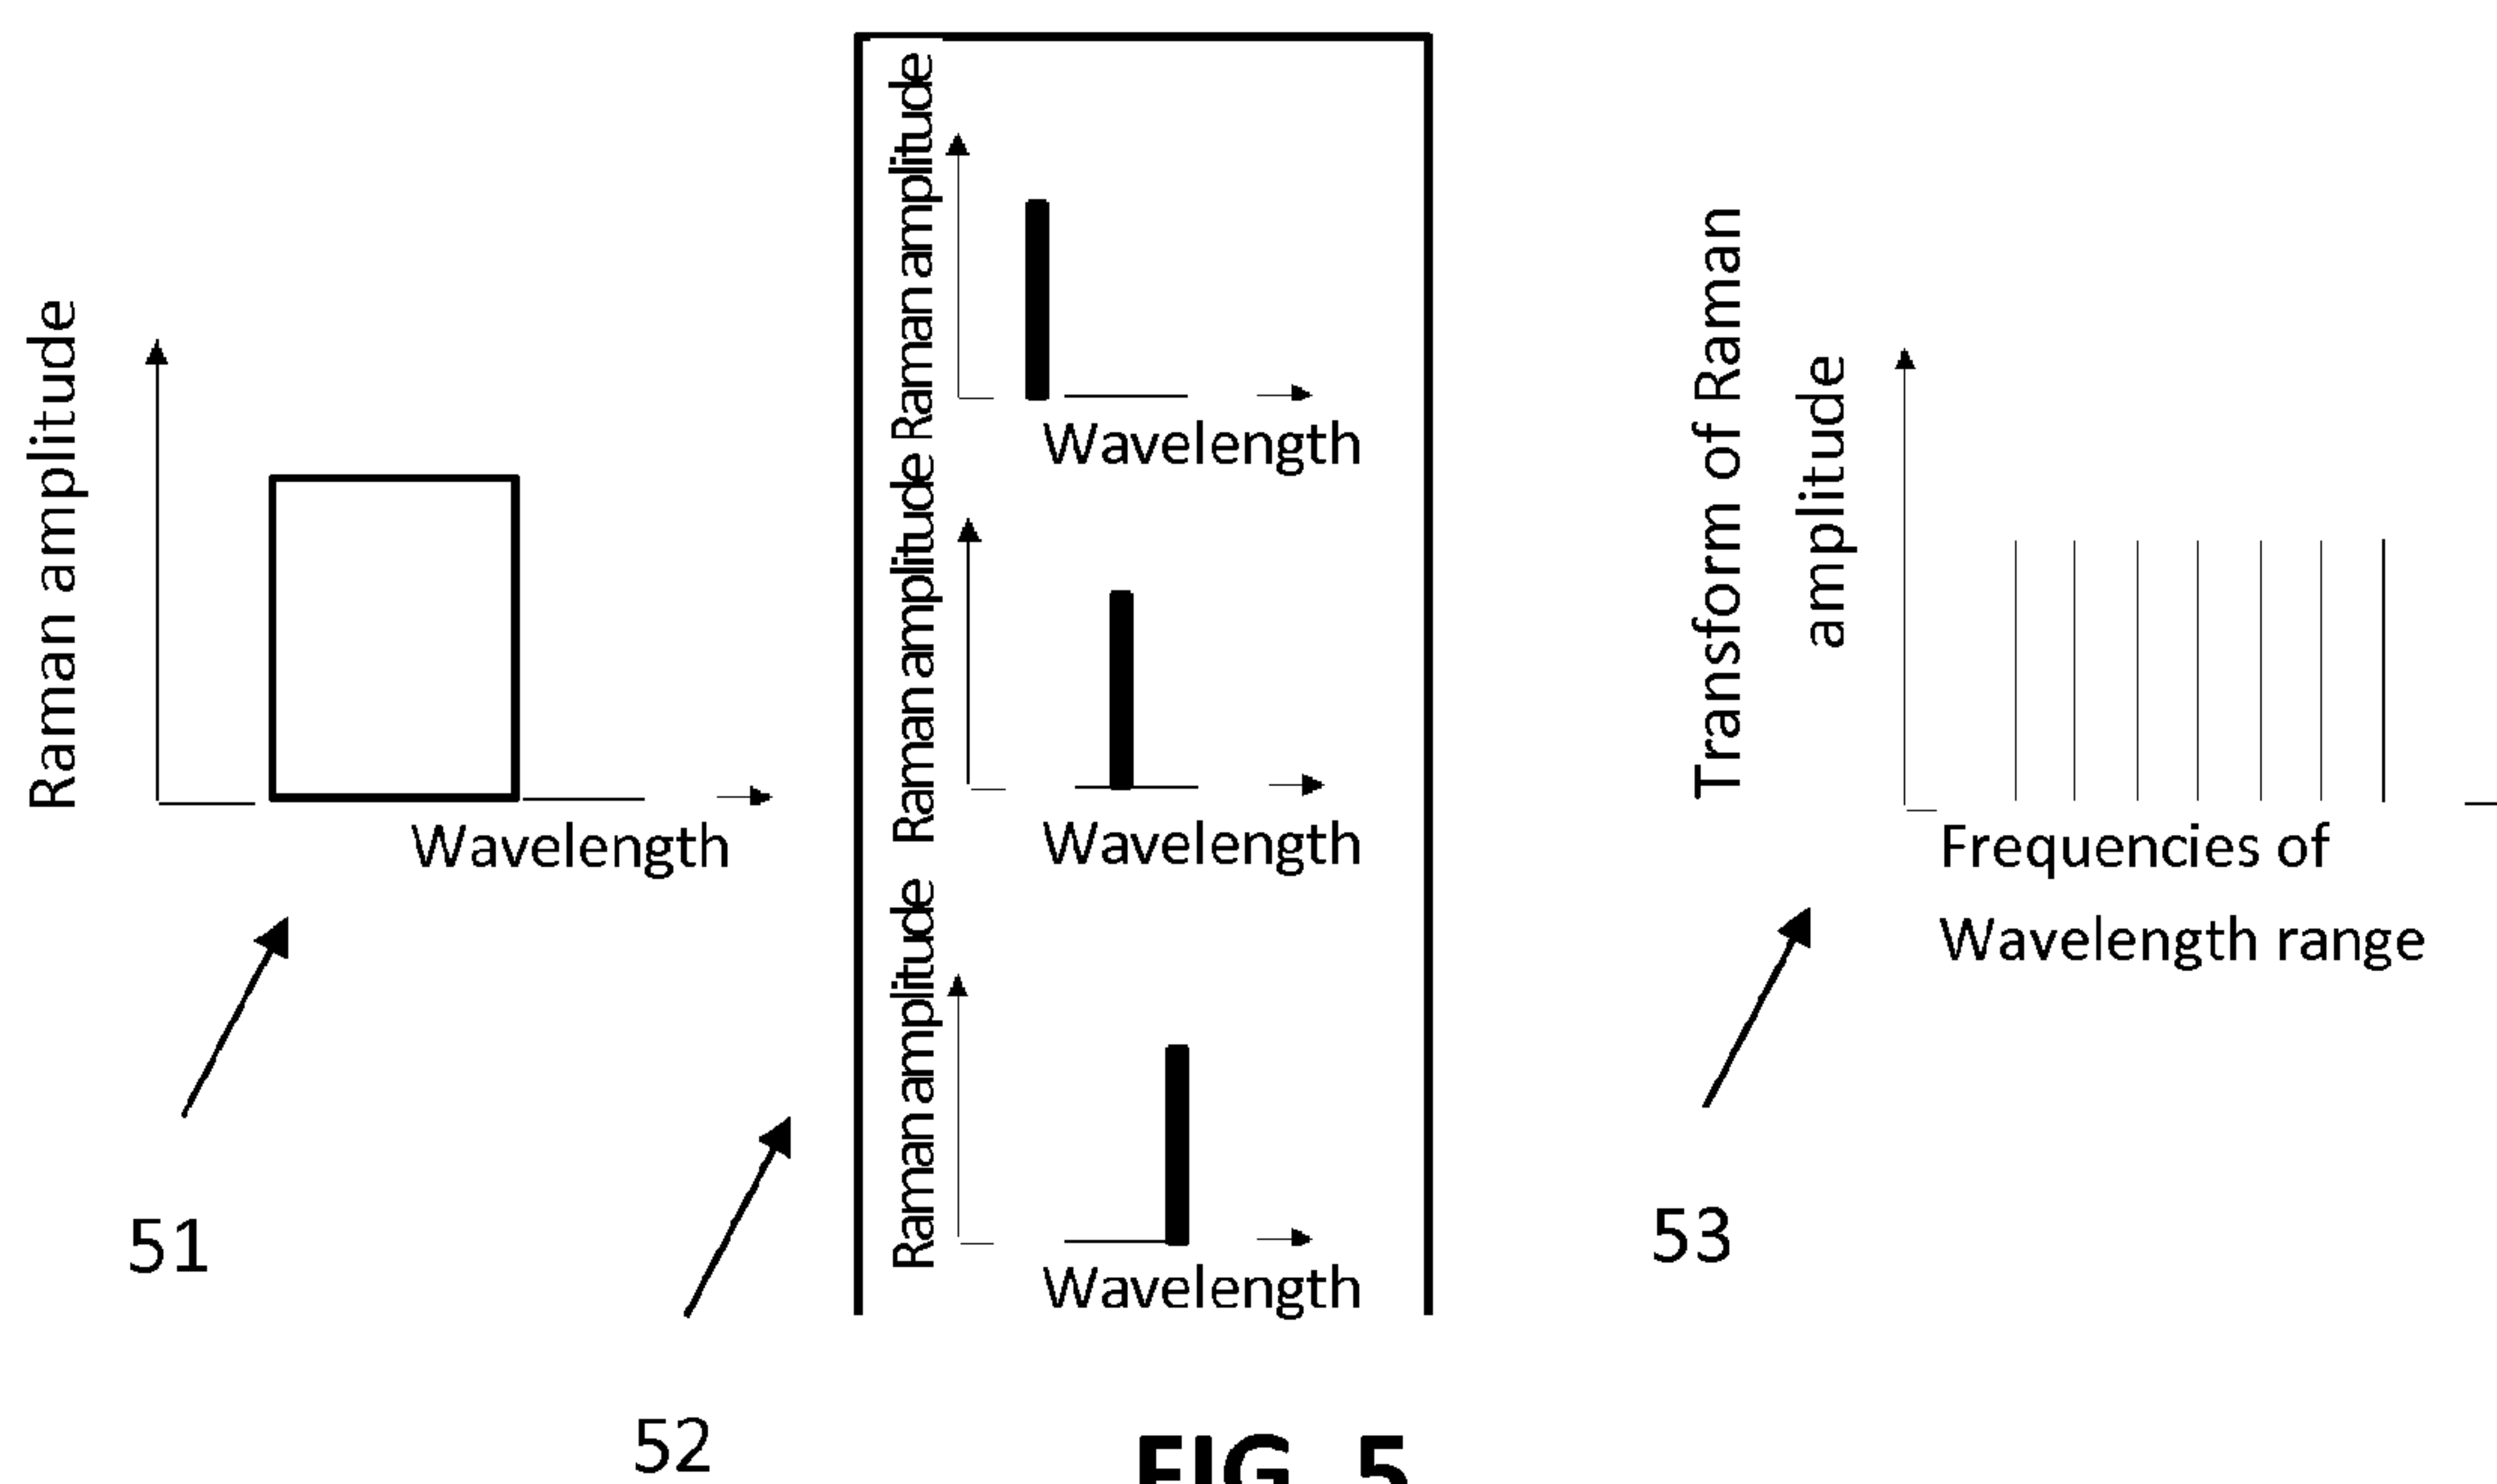 Raman amplitude
Wavelength
51
Raman amplitude
Wavelength
Raman amplitude
Wavelength
Raman amplitude
Wavelength
52
Transform of Raman
amplitude
Frequencies of
Wavelength range
53
FIG. 5